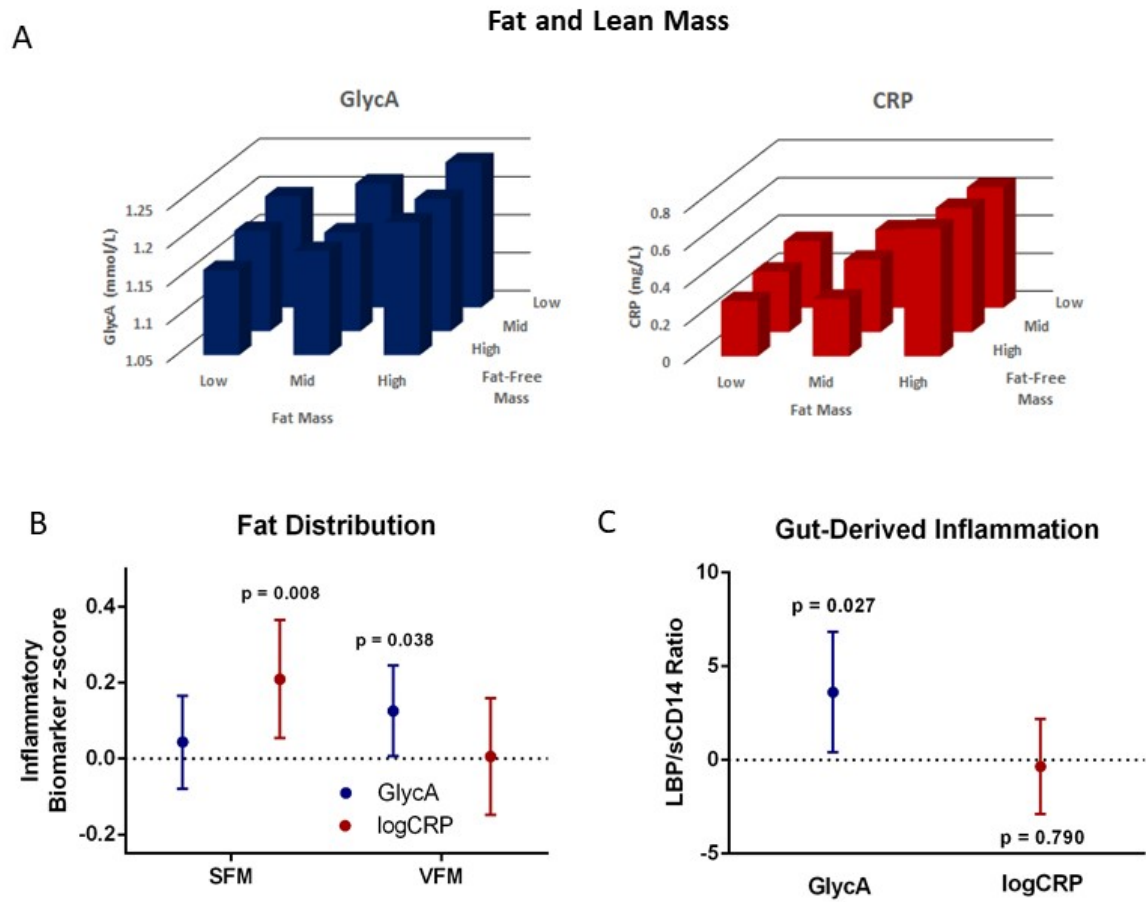 Fat and Lean Mass
A
GlycA
1.25
1.2
1.15
1.1
1.05
GlycA (mmol/L)
Low
Mid
High
Fat Mass
Low
Mid
High
Fat-Free
Mass
CRP
0.8
0.6
0.4
0.2
0
CRP (mg/L)
Low
Mid
High
Fat Mass
Low
Mid
High
Fat-Free
Mass
B
Fat Distribution
Inflammatory
Biomarker z-score
0.4
0.2
0.0
-0.2
p = 0.008
p = 0.038
GlycA
logCRP
SFM
VFM
C
Gut-Derived Inflammation
LBP/sCD14 Ratio
10
5
0
-5
p = 0.027
p = 0.790
GlycA
logCRP